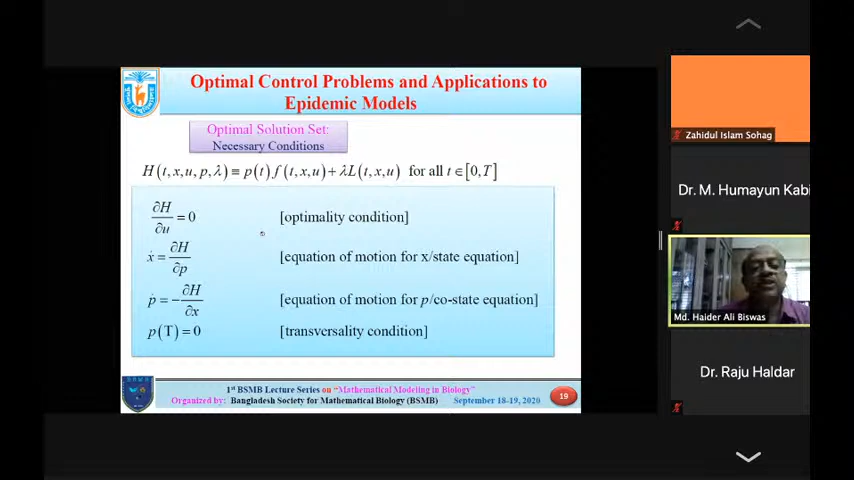 Optimal Control Problems and Applications to
Epidemic Models
Optimal Solution Set:
Necessary Conditions
H(t,x,u,p,λ) ≡ p(t)f(t,x,u)+λL(t,x,u) for all t∈[0,T]
∂H/∂u = 0 [optimality condition]
ẋ = ∂H/∂p [equation of motion for x/state equation]
ṗ = −∂H/∂x [equation of motion for p/co-state equation]
p(T) = 0 [transversality condition]
1st BSMB Lecture Series on "Mathematical Modeling in Biology"
Organized by: Bangladesh Society for Mathematical Biology (BSMB) September 18-19, 2020
19
Zahidul Islam Sohag
Dr. M. Humayun Kabi
Md. Haider Ali Biswas
Dr. Raju Haldar